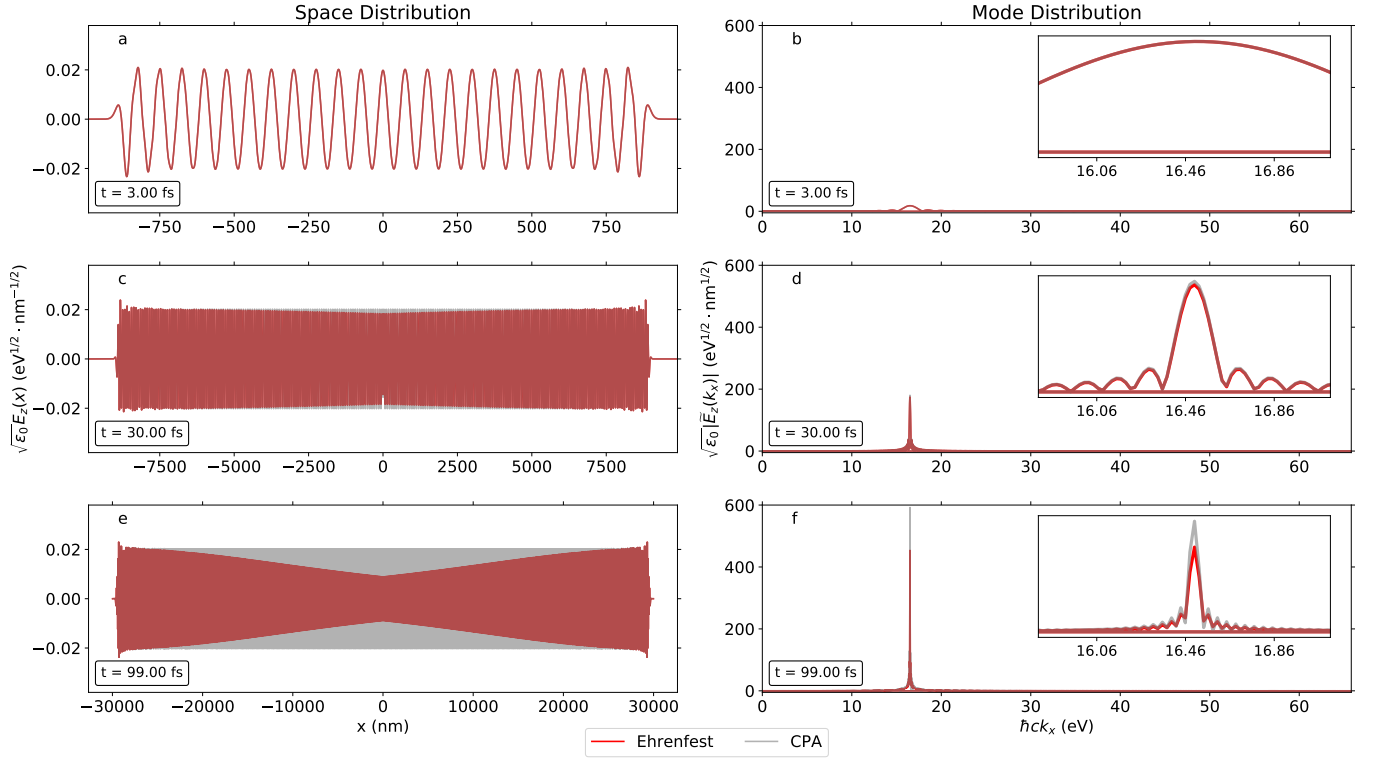 Space Distribution
Mode Distribution
a
0.02
0.00
−0.02
t = 3.00 fs
−750 −500 −250 0 250 500 750
b
600
400
200
0
16.06 16.46 16.86
t = 3.00 fs
0 10 20 30 40 50 60
c
0.02
0.00
−0.02
t = 30.00 fs
−7500 −5000 −2500 0 2500 5000 7500
√ε₀E_z(x) (eV^{1/2} · nm^{−1/2})
d
600
400
200
0
16.06 16.46 16.86
t = 30.00 fs
0 10 20 30 40 50 60
√ε₀|Ẽ_z(k_x)| (eV^{1/2} · nm^{1/2})
e
0.02
0.00
−0.02
t = 99.00 fs
−30000 −20000 −10000 0 10000 20000 30000
x (nm)
f
600
400
200
0
16.06 16.46 16.86
t = 99.00 fs
0 10 20 30 40 50 60
ħck_x (eV)
Ehrenfest CPA